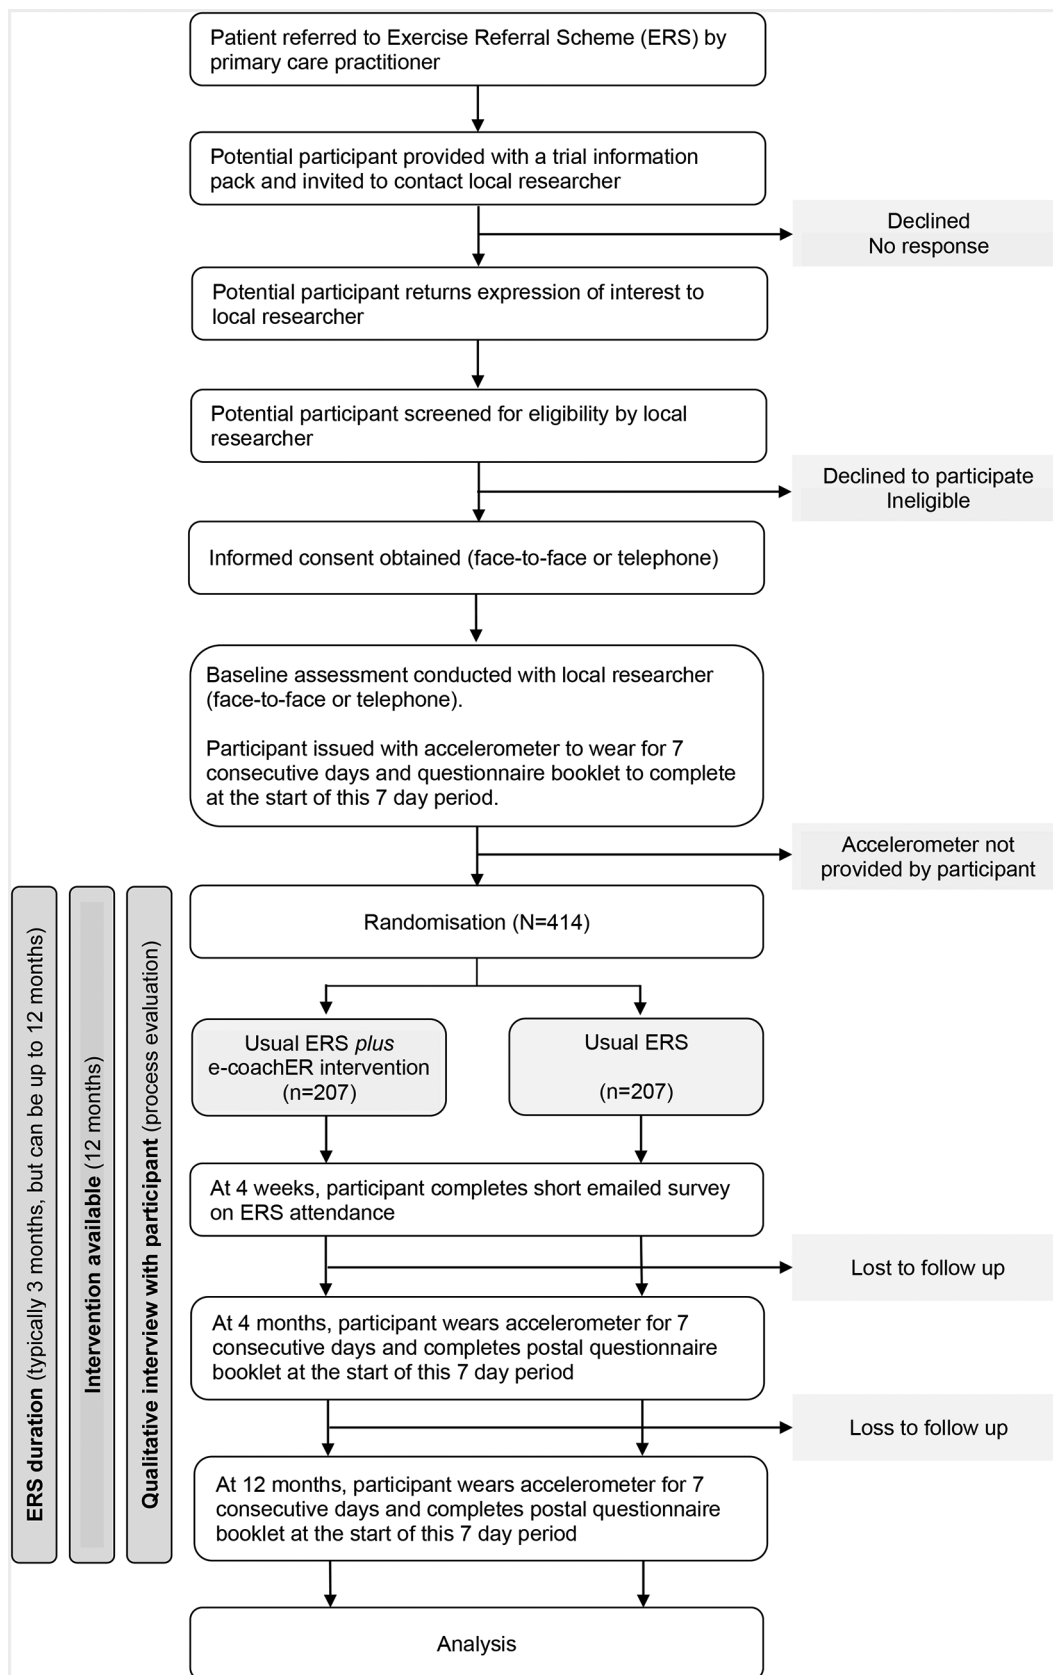 Patient referred to Exercise Referral Scheme (ERS) by
primary care practitioner
Potential participant provided with a trial information
pack and invited to contact local researcher
Declined
No response
Potential participant returns expression of interest to
local researcher
Potential participant screened for eligibility by local
researcher
Declined to participate
Ineligible
Informed consent obtained (face-to-face or telephone)
Baseline assessment conducted with local researcher
(face-to-face or telephone).
Participant issued with accelerometer to wear for 7
consecutive days and questionnaire booklet to complete
at the start of this 7 day period.
Accelerometer not
provided by participant
ERS duration (typically 3 months, but can be up to 12 months)
Intervention available (12 months)
Qualitative interview with participant (process evaluation)
Randomisation (N=414)
Usual ERS plus
e-coachER intervention
(n=207)
Usual ERS
(n=207)
At 4 weeks, participant completes short emailed survey
on ERS attendance
Lost to follow up
At 4 months, participant wears accelerometer for 7
consecutive days and completes postal questionnaire
booklet at the start of this 7 day period
Loss to follow up
At 12 months, participant wears accelerometer for 7
consecutive days and completes postal questionnaire
booklet at the start of this 7 day period
Analysis